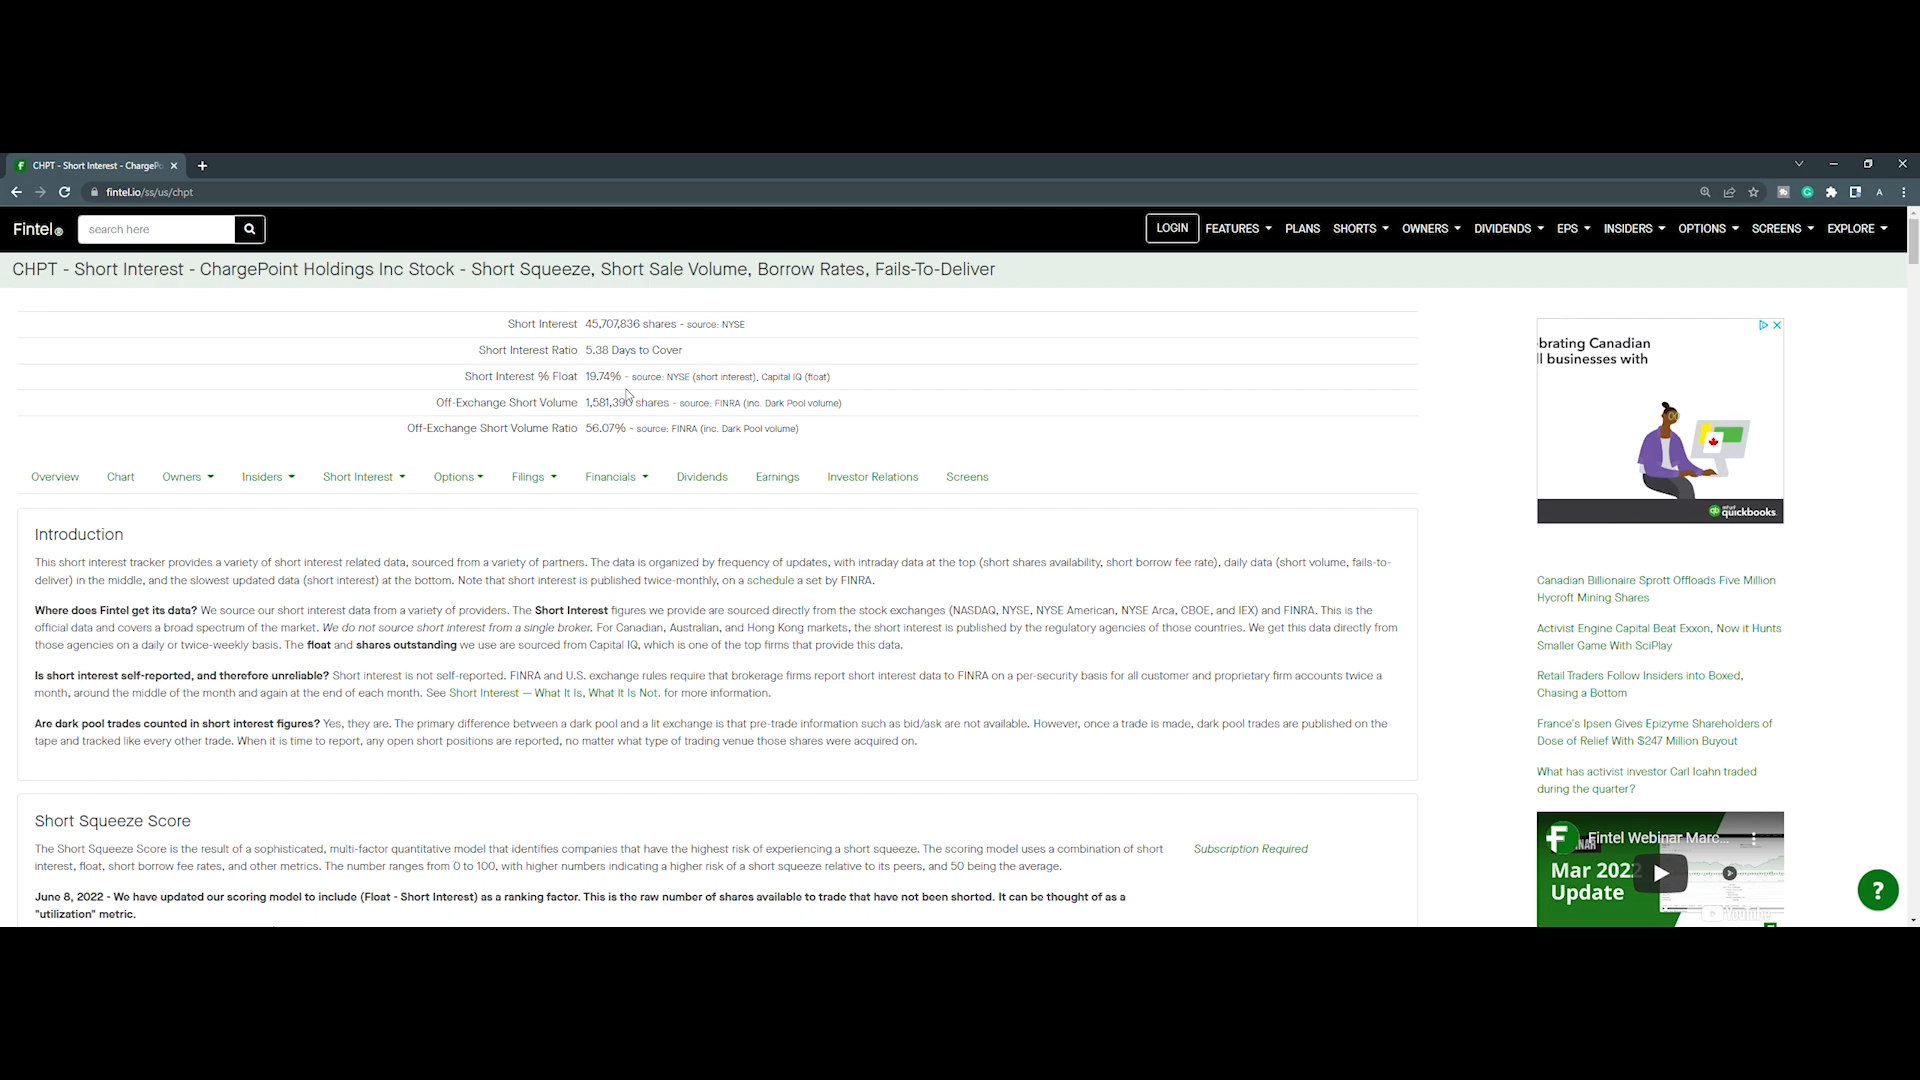 CHPT - Short Interest - ChargePo
fintel.io/ss/us/chpt
Fintel®
search here
LOGIN FEATURES PLANS SHORTS OWNERS DIVIDENDS EPS INSIDERS OPTIONS SCREENS EXPLORE
CHPT - Short Interest - ChargePoint Holdings Inc Stock - Short Squeeze, Short Sale Volume, Borrow Rates, Fails-To-Deliver
Short Interest 45,707,836 shares - source: NYSE
Short Interest Ratio 5.38 Days to Cover
Short Interest % Float 19.74% - source: NYSE (short interest), Capital IQ (float)
Off-Exchange Short Volume 1,581,390 shares - source: FINRA (inc. Dark Pool volume)
Off-Exchange Short Volume Ratio 56.07% - source: FINRA (inc. Dark Pool volume)
Overview Chart Owners Insiders Short Interest Options Filings Financials Dividends Earnings Investor Relations Screens
Introduction
This short interest tracker provides a variety of short interest related data, sourced from a variety of partners. The data is organized by frequency of updates, with intraday data at the top (short shares availability, short borrow fee rate), daily data (short volume, fails-to-
deliver) in the middle, and the slowest updated data (short interest) at the bottom. Note that short interest is published twice-monthly, on a schedule a set by FINRA.
Where does Fintel get its data? We source our short interest data from a variety of providers. The Short Interest figures we provide are sourced directly from the stock exchanges (NASDAQ, NYSE, NYSE American, NYSE Arca, CBOE, and IEX) and FINRA. This is the
official data and covers a broad spectrum of the market. We do not source short interest from a single broker. For Canadian, Australian, and Hong Kong markets, the short interest is published by the regulatory agencies of those countries. We get this data directly from
those agencies on a daily or twice-weekly basis. The float and shares outstanding we use are sourced from Capital IQ, which is one of the top firms that provide this data.
Is short interest self-reported, and therefore unreliable? Short interest is not self-reported. FINRA and U.S. exchange rules require that brokerage firms report short interest data to FINRA on a per-security basis for all customer and proprietary firm accounts twice a
month, around the middle of the month and again at the end of each month. See Short Interest — What It Is, What It Is Not. for more information.
Are dark pool trades counted in short interest figures? Yes, they are. The primary difference between a dark pool and a lit exchange is that pre-trade information such as bid/ask are not available. However, once a trade is made, dark pool trades are published on the
tape and tracked like every other trade. When it is time to report, any open short positions are reported, no matter what type of trading venue those shares were acquired on.
Short Squeeze Score
The Short Squeeze Score is the result of a sophisticated, multi-factor quantitative model that identifies companies that have the highest risk of experiencing a short squeeze. The scoring model uses a combination of short
interest, float, short borrow fee rates, and other metrics. The number ranges from 0 to 100, with higher numbers indicating a higher risk of a short squeeze relative to its peers, and 50 being the average.
Subscription Required
June 8, 2022 - We have updated our scoring model to include (Float - Short Interest) as a ranking factor. This is the raw number of shares available to trade that have not been shorted. It can be thought of as a
"utilization" metric.
brating Canadian
ll businesses with
intuit
quickbooks.
Canadian Billionaire Sprott Offloads Five Million
Hycroft Mining Shares
Activist Engine Capital Beat Exxon, Now it Hunts
Smaller Game With SciPlay
Retail Traders Follow Insiders into Boxed,
Chasing a Bottom
France's Ipsen Gives Epizyme Shareholders of
Dose of Relief With $247 Million Buyout
What has activist investor Carl Icahn traded
during the quarter?
Fintel Webinar Marc...
Mar 2022
Update
YouTube
?